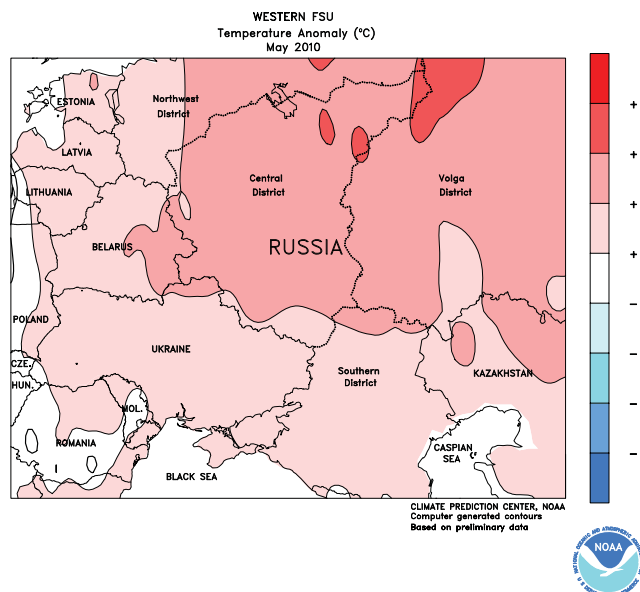 WESTERN FSU
Temperature Anomaly (°C)
May 2010
ESTONIA
Northwest
District
LATVIA
LITHUANIA
Central
District
Volga
District
BELARUS
RUSSIA
POLAND
UKRAINE
CZE.
HUN.
Southern
District
KAZAKHSTAN
MOL.
ROMANIA
CASPIAN
SEA
BLACK SEA
+
+
+
+
–
–
–
–
CLIMATE PREDICTION CENTER, NOAA
Computer generated contours
Based on preliminary data
NOAA